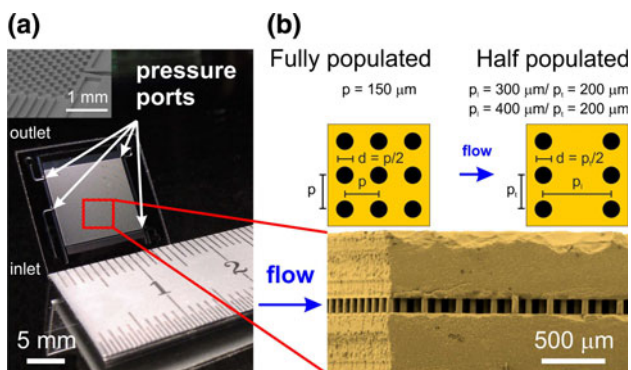 (a)
(b)
Fully populated
Half populated
p = 150 µm
pₗ = 300 µm/ pₜ = 200 µm
pₗ = 400 µm/ pₜ = 200 µm
pressure
ports
1 mm
outlet
inlet
1
2
5 mm
flow
d = p/2
p
p
flow
d = pₜ/2
pₗ
pₜ
500 µm